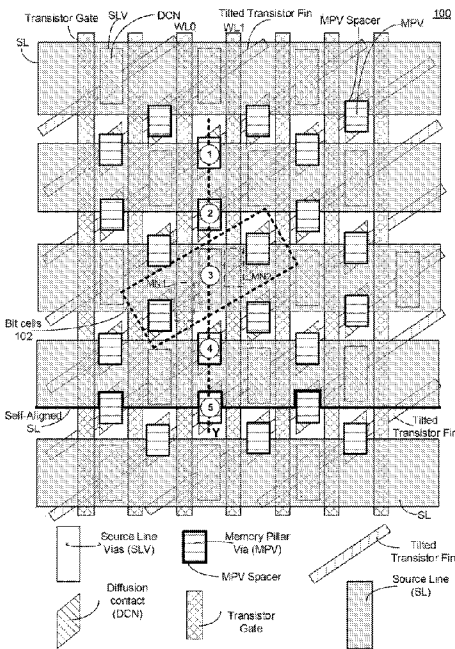 Transistor Gate SLV DCN Tilted Transistor Fin MPV Spacer 100
SL WL0 WL1 MPV
1
2
3
MN1 MN2
Bit cells
102
4
5
Self-Aligned
SL
Y
Tilted
Transistor Fin
SL
Source Line
Vias (SLV)
Memory Pillar
Via (MPV)
MPV Spacer
Tilted
Transistor Fin
Diffusion
contact
(DCN)
Transistor
Gate
Source Line
(SL)